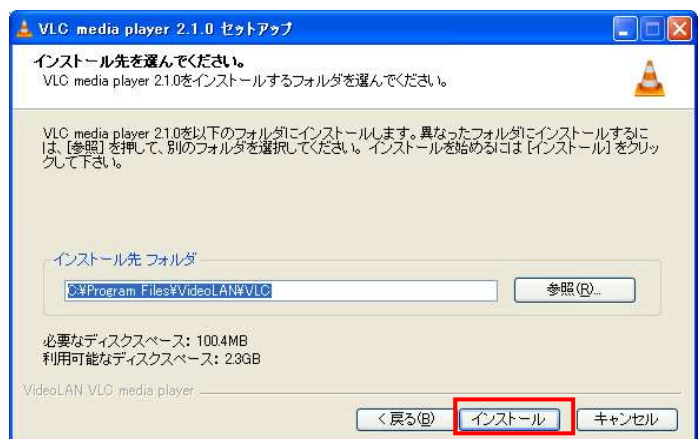 VLC media player 2.1.0 セットアップ
インストール先を選んでください。
VLC media player 2.1.0をインストールするフォルダを選んでください。
VLC media player 2.1.0を以下のフォルダにインストールします。異なったフォルダにインストールするに
は、[参照] を押して、別のフォルダを選択してください。 インストールを始めるには [インストール] をクリッ
クして下さい。
インストール先 フォルダ
C:¥Program Files¥VideoLAN¥VLC
参照(R)...
必要なディスクスペース: 100.4MB
利用可能なディスクスペース: 2.3GB
VideoLAN VLC media player
< 戻る(B)
インストール
キャンセル